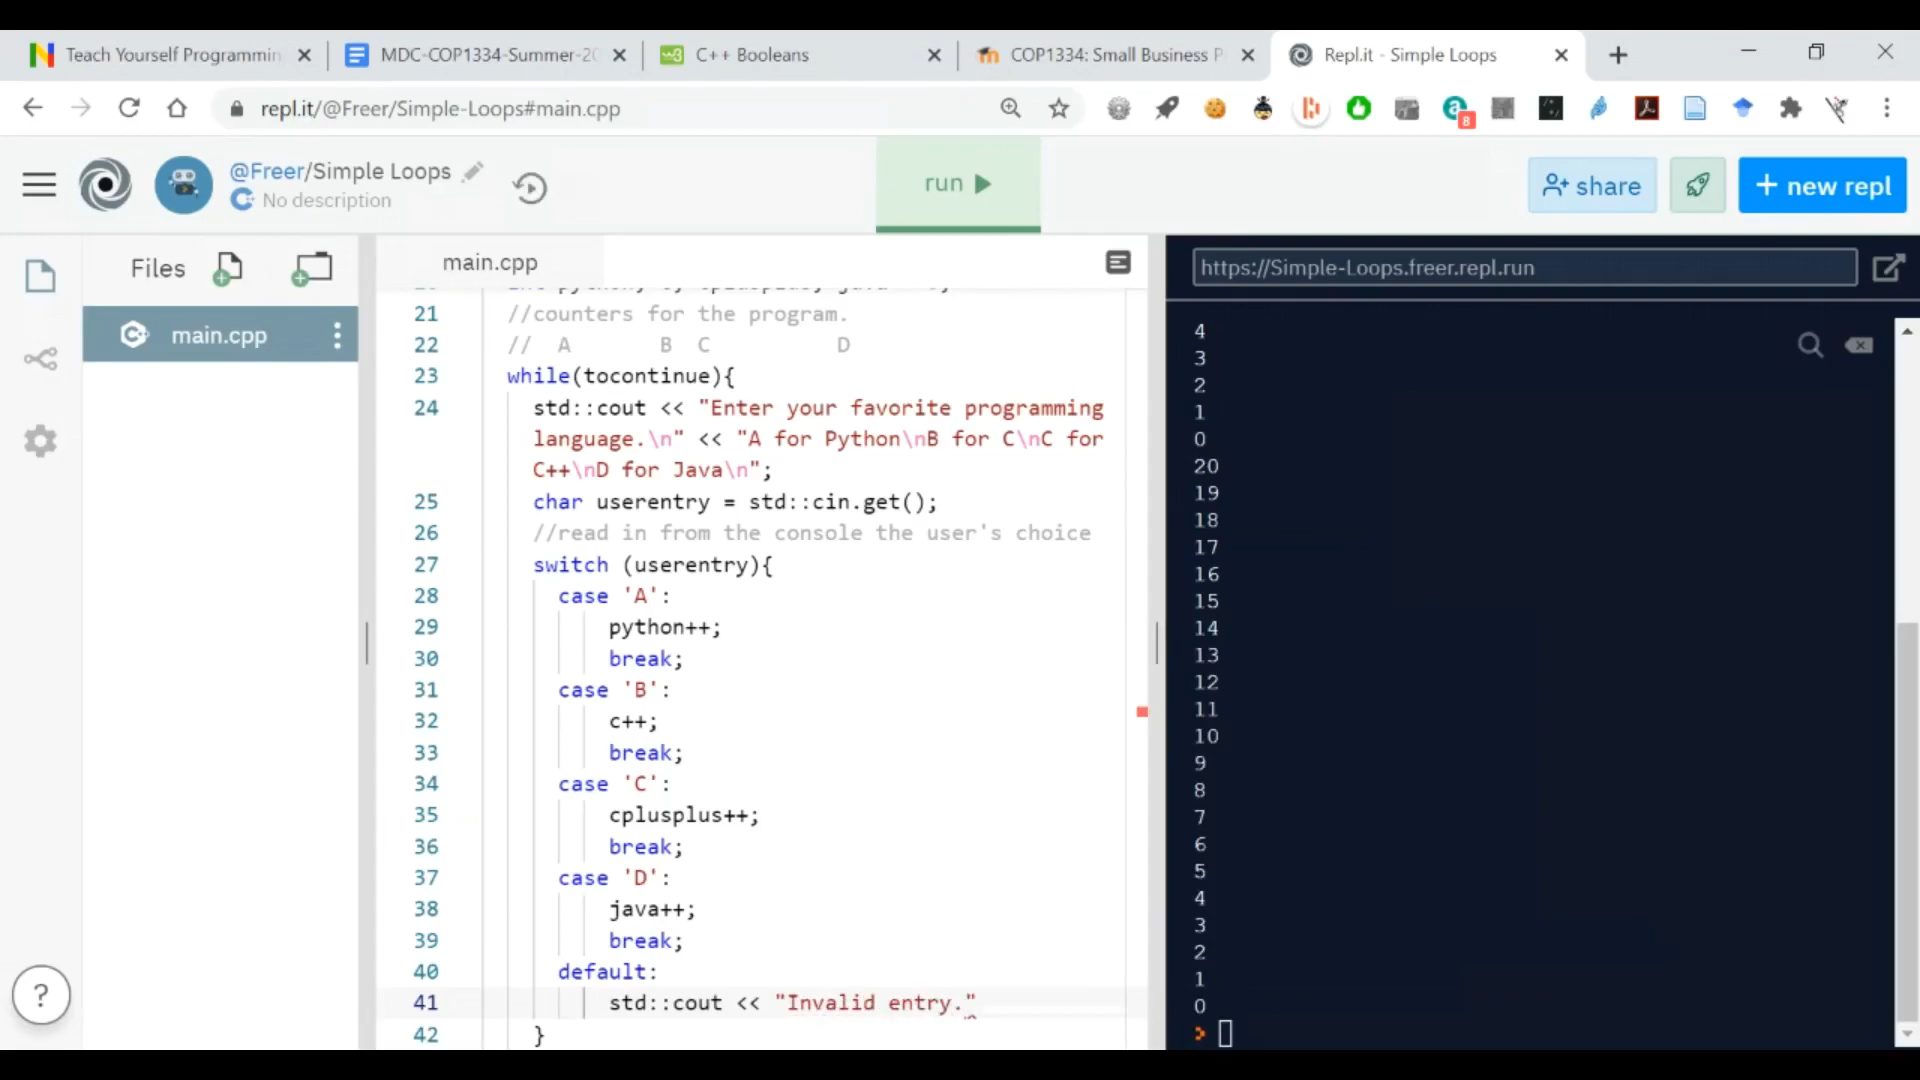 Teach Yourself Programmin
MDC-COP1334-Summer-20
C++ Booleans
COP1334: Small Business P
Repl.it - Simple Loops
repl.it/@Freer/Simple-Loops#main.cpp
8
@Freer/Simple Loops
No description
run
share
+ new repl
Files
main.cpp
main.cpp
21 //counters for the program.
22 // A B C D
23 while(tocontinue){
24 std::cout << "Enter your favorite programming
language.\n" << "A for Python\nB for C\nC for
C++\nD for Java\n";
25 char userentry = std::cin.get();
26 //read in from the console the user's choice
27 switch (userentry){
28 case 'A':
29 python++;
30 break;
31 case 'B':
32 c++;
33 break;
34 case 'C':
35 cplusplus++;
36 break;
37 case 'D':
38 java++;
39 break;
40 default:
41 std::cout << "Invalid entry."
42 }
https://Simple-Loops.freer.repl.run
4
3
2
1
0
20
19
18
17
16
15
14
13
12
11
10
9
8
7
6
5
4
3
2
1
0
>
?